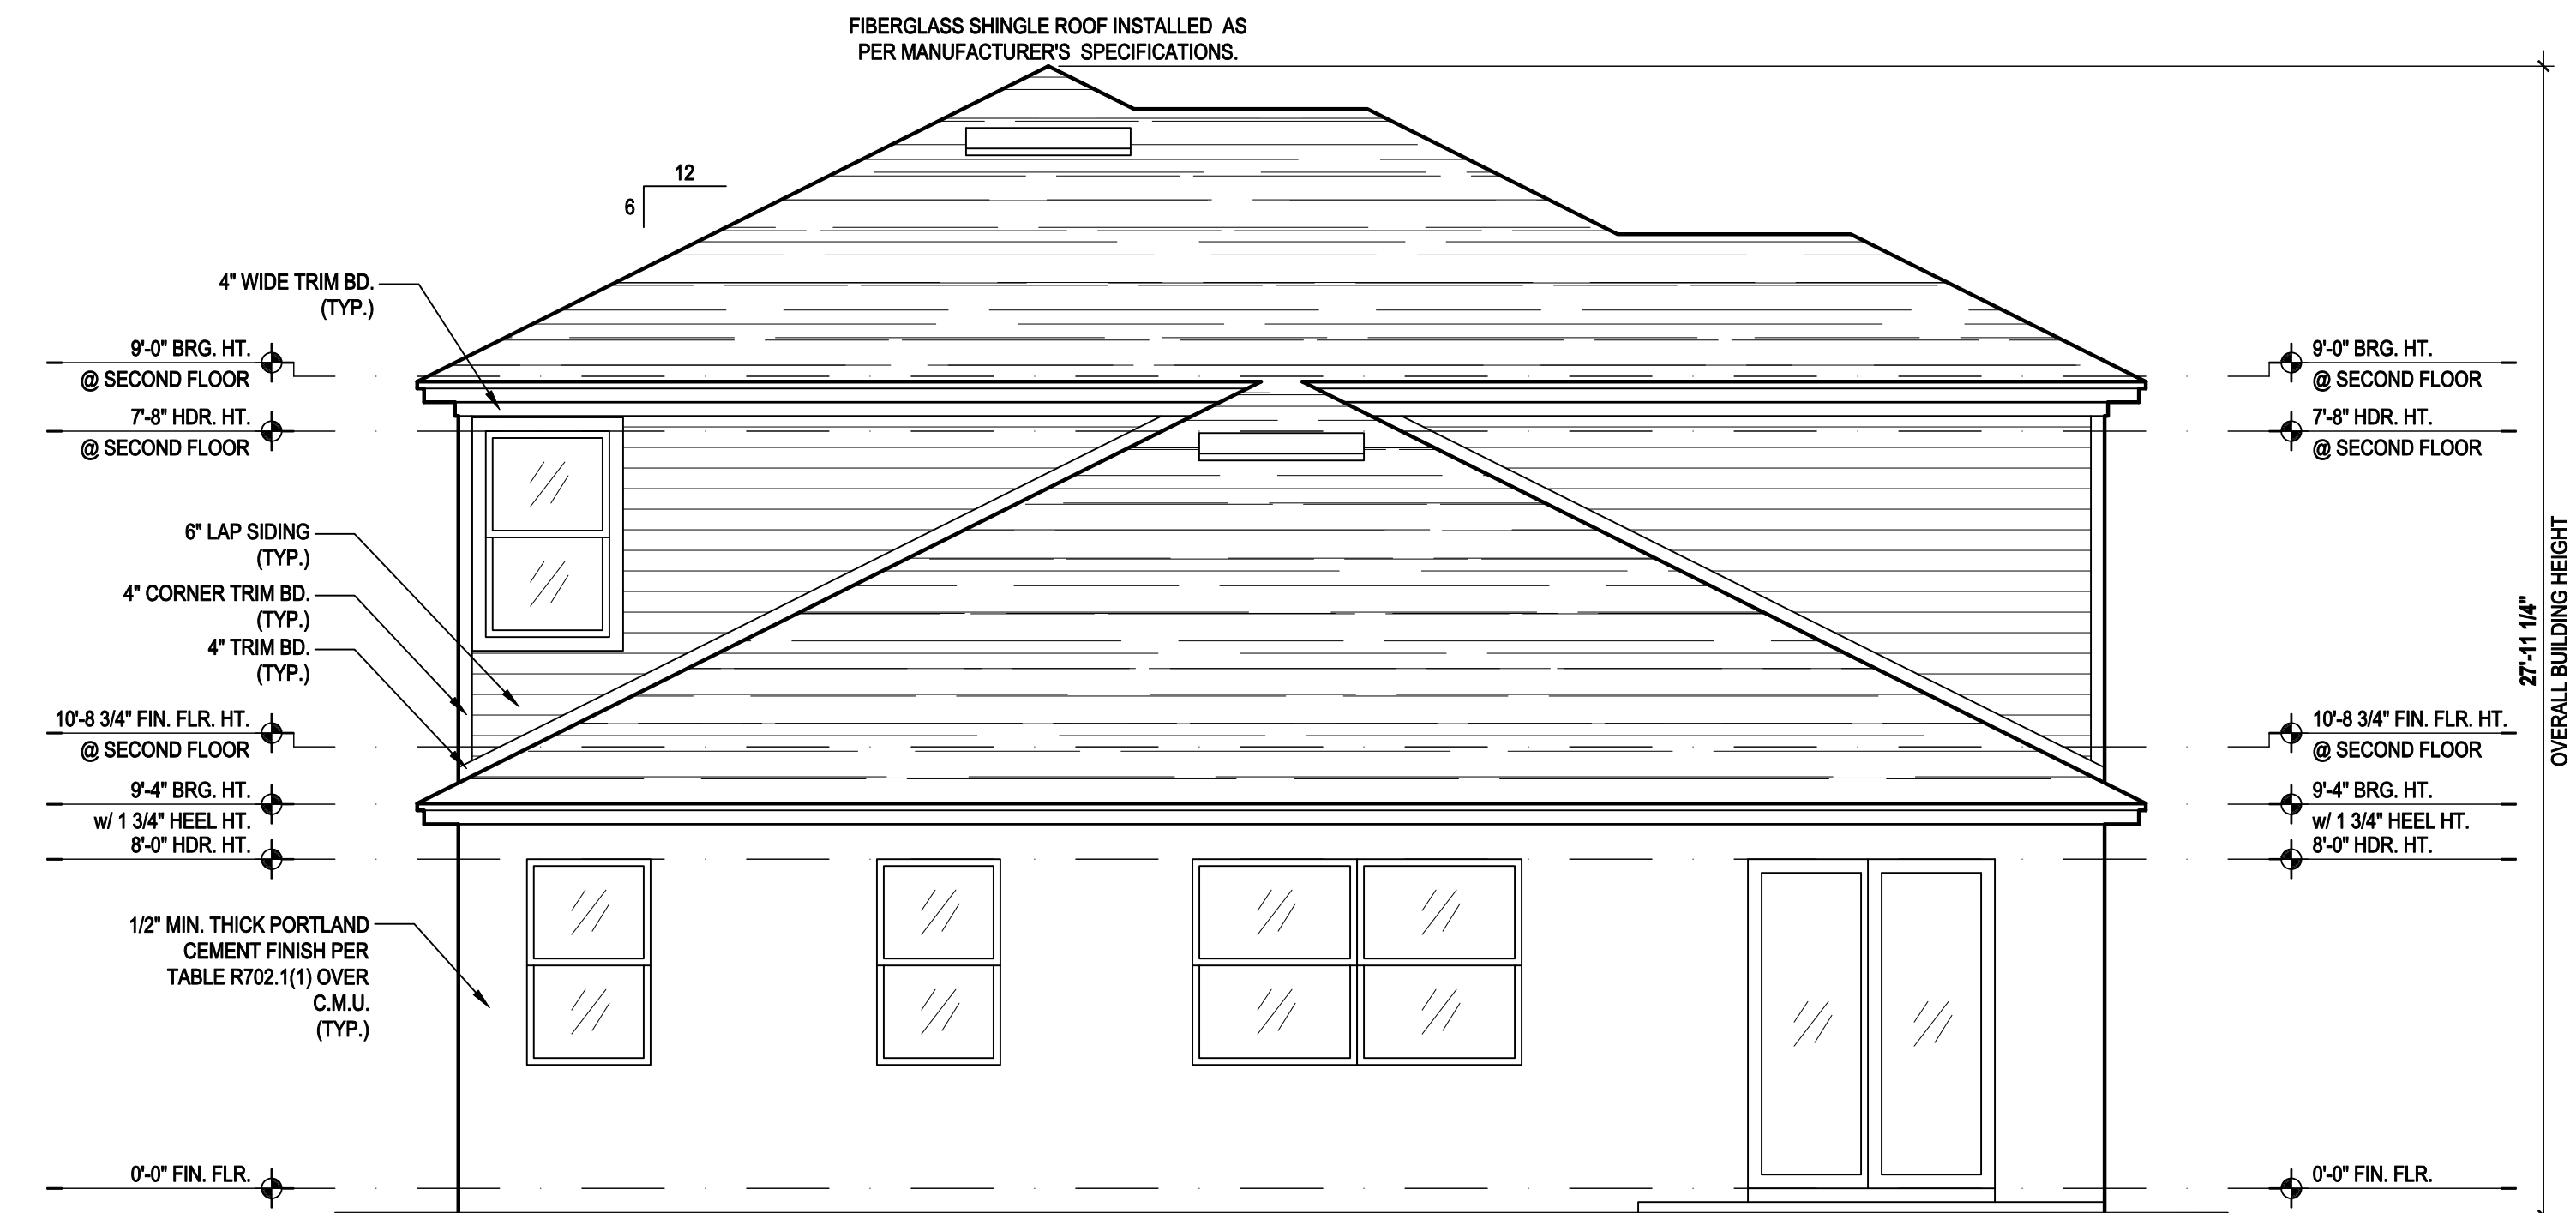 FIBERGLASS SHINGLE ROOF INSTALLED AS
PER MANUFACTURER'S SPECIFICATIONS.
12
6
4" WIDE TRIM BD.
(TYP.)
9'-0" BRG. HT.
@ SECOND FLOOR
7'-8" HDR. HT.
@ SECOND FLOOR
6" LAP SIDING
(TYP.)
4" CORNER TRIM BD.
(TYP.)
4" TRIM BD.
(TYP.)
10'-8 3/4" FIN. FLR. HT.
@ SECOND FLOOR
9'-4" BRG. HT.
w/ 1 3/4" HEEL HT.
8'-0" HDR. HT.
1/2" MIN. THICK PORTLAND
CEMENT FINISH PER
TABLE R702.1(1) OVER
C.M.U.
(TYP.)
0'-0" FIN. FLR.
9'-0" BRG. HT.
@ SECOND FLOOR
7'-8" HDR. HT.
@ SECOND FLOOR
10'-8 3/4" FIN. FLR. HT.
@ SECOND FLOOR
9'-4" BRG. HT.
w/ 1 3/4" HEEL HT.
8'-0" HDR. HT.
0'-0" FIN. FLR.
27'-11 1/4"
OVERALL BUILDING HEIGHT